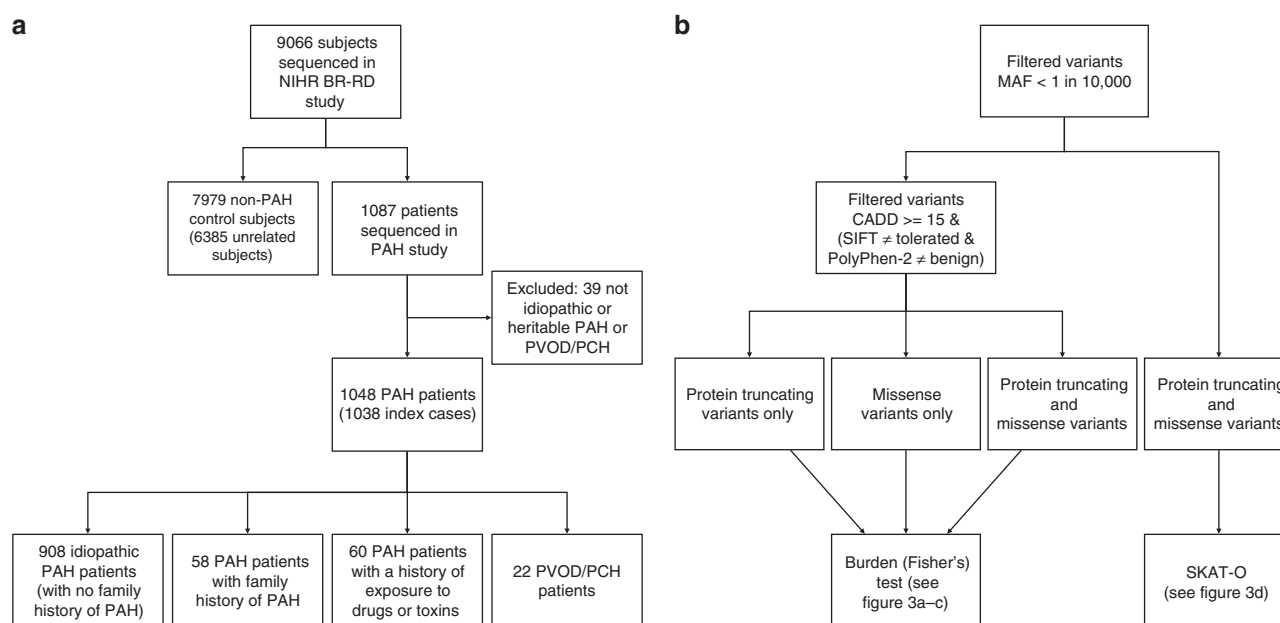 a
9066 subjects
sequenced in
NIHR BR-RD
study
7979 non-PAH
control subjects
(6385 unrelated
subjects)
1087 patients
sequenced in
PAH study
Excluded: 39 not
idiopathic or
heritable PAH or
PVOD/PCH
1048 PAH patients
(1038 index cases)
908 idiopathic
PAH patients
(with no family
history of PAH)
58 PAH patients
with family
history of PAH
60 PAH patients
with a history of
exposure to
drugs or toxins
22 PVOD/PCH
patients
b
Filtered variants
MAF < 1 in 10,000
Filtered variants
CADD >= 15 &
(SIFT ≠ tolerated &
PolyPhen-2 ≠ benign)
Protein truncating
variants only
Missense
variants only
Protein truncating
and
missense variants
Protein truncating
and
missense variants
Burden (Fisher's)
test (see
figure 3a–c)
SKAT-O
(see figure 3d)